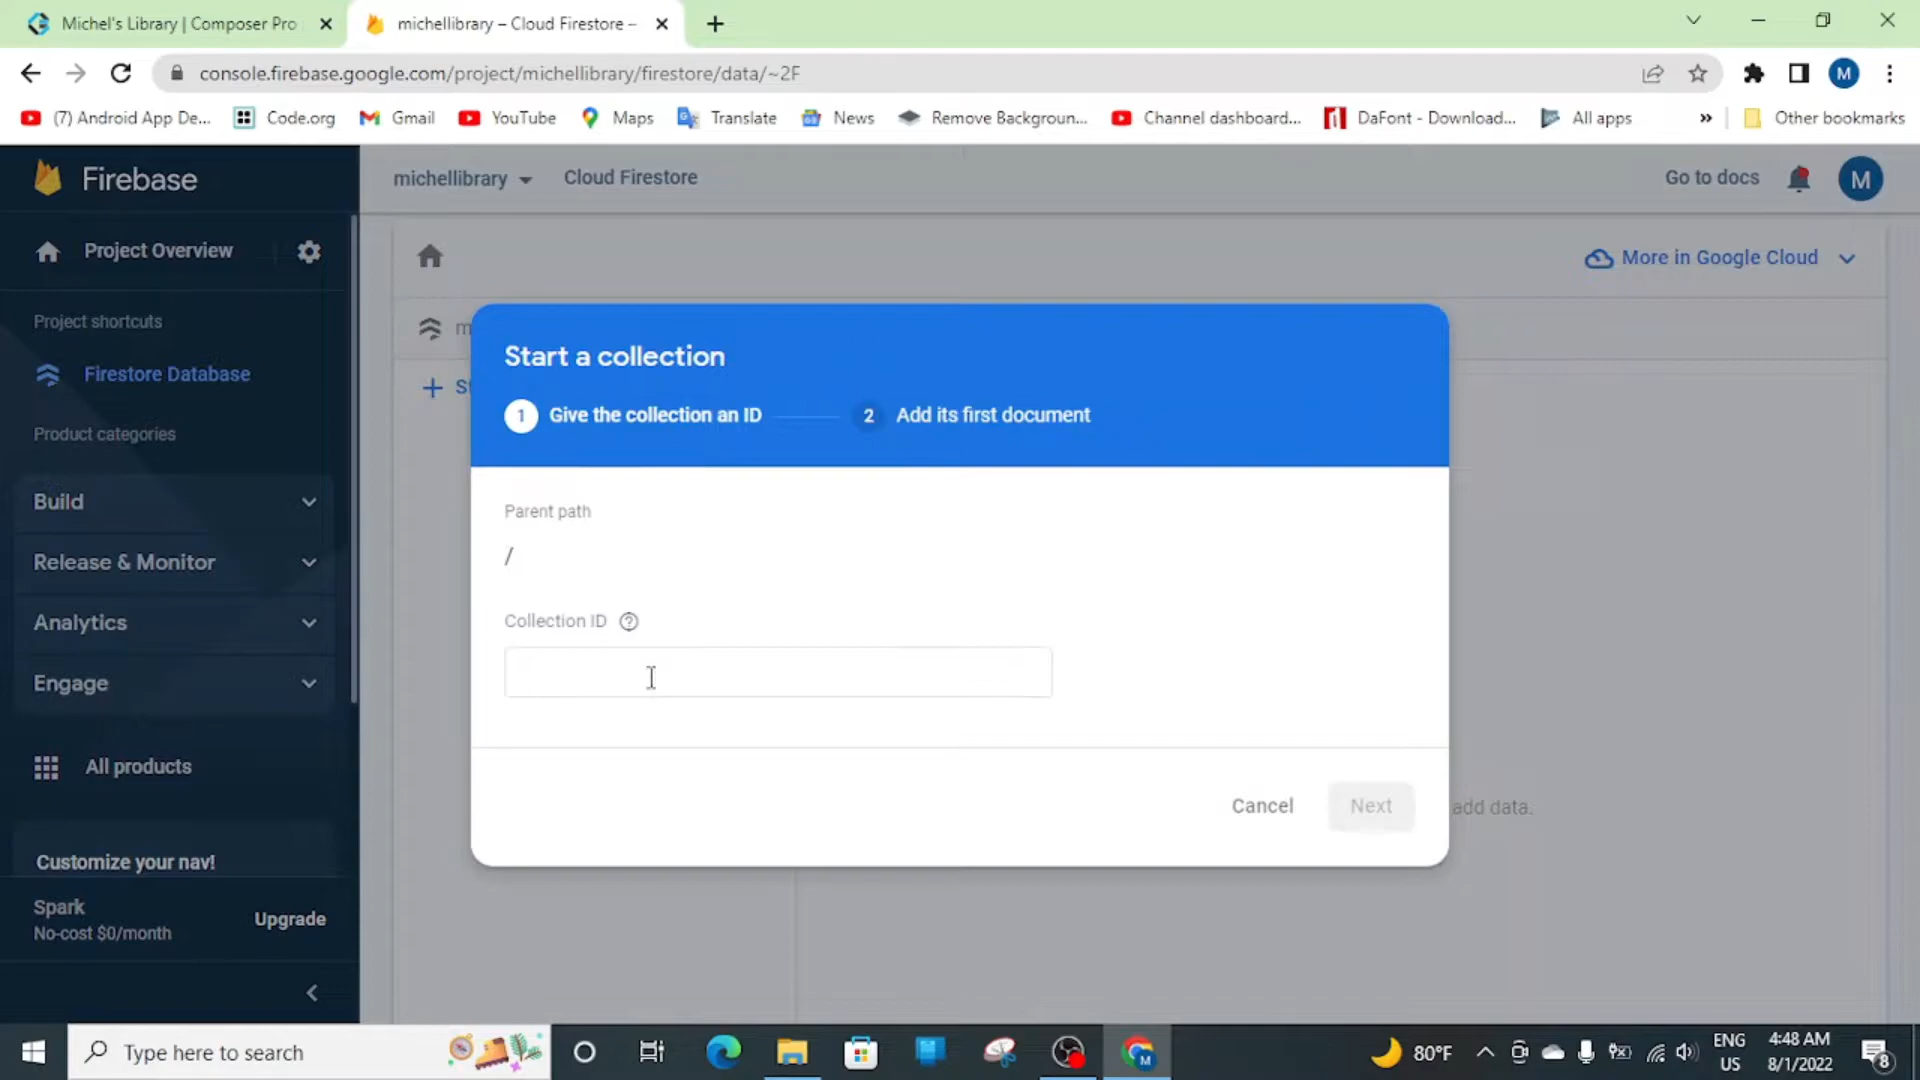 Michel's Library | Composer Pro
michellibrary – Cloud Firestore –
console.firebase.google.com/project/michellibrary/firestore/data/~2F
M
(7) Android App De...
Code.org
Gmail
YouTube
Maps
Translate
News
Remove Backgroun...
Channel dashboard...
DaFont - Download...
All apps
»
Other bookmarks
Firebase
michellibrary
Cloud Firestore
Go to docs
M
Project Overview
More in Google Cloud
Project shortcuts
Firestore Database
Product categories
Build
Release & Monitor
Analytics
Engage
All products
Customize your nav!
Spark
No-cost $0/month
Upgrade
m
St
Start a collection
1 Give the collection an ID
2 Add its first document
Parent path
/
Collection ID
Cancel
Next
add data.
Type here to search
M
80°F
ENG
US
4:48 AM
8/1/2022
8